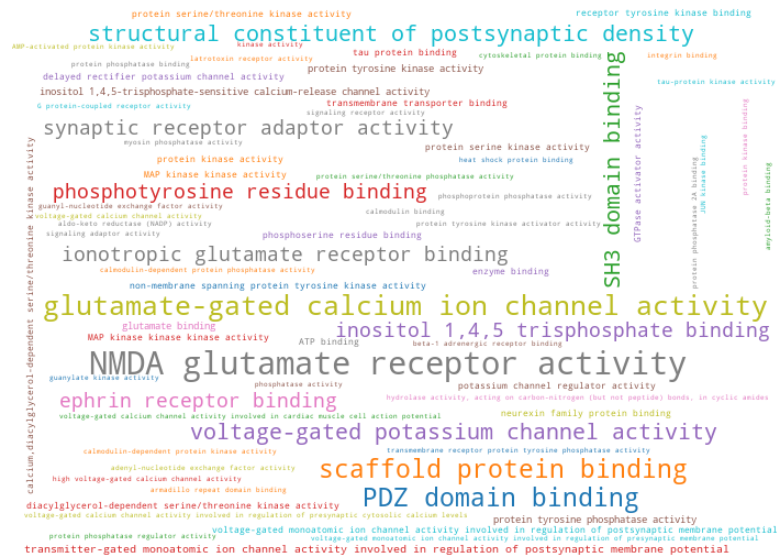 protein serine/threonine kinase activity
receptor tyrosine kinase binding
structural constituent of postsynaptic density
AMP-activated protein kinase activity
kinase activity
tau protein binding
cytoskeletal protein binding
integrin binding
latrotoxin receptor activity
protein phosphatase binding
protein tyrosine kinase activity
delayed rectifier potassium channel activity
tau-protein kinase activity
inositol 1,4,5-trisphosphate-sensitive calcium-release channel activity
G protein-coupled receptor activity
transmembrane transporter binding
signaling receptor activity
synaptic receptor adaptor activity
myosin phosphatase activity
protein serine kinase activity
protein kinase activity
heat shock protein binding
MAP kinase kinase activity
protein serine/threonine phosphatase activity
phosphotyrosine residue binding
phosphoprotein phosphatase activity
guanyl-nucleotide exchange factor activity
calmodulin binding
voltage-gated calcium channel activity
aldo-keto reductase (NADP) activity
protein tyrosine kinase activator activity
signaling adaptor activity
phosphoserine residue binding
ionotropic glutamate receptor binding
calmodulin-dependent protein phosphatase activity
enzyme binding
non-membrane spanning protein tyrosine kinase activity
SH3 domain binding
GTPase activator activity
protein phosphatase 2A binding
JUN kinase binding
protein kinase binding
amyloid-beta binding
calcium,diacylglycerol-dependent serine/threonine kinase activity
glutamate-gated calcium ion channel activity
glutamate binding
inositol 1,4,5 trisphosphate binding
MAP kinase kinase kinase activity
ATP binding
beta-1 adrenergic receptor binding
NMDA glutamate receptor activity
guanylate kinase activity
phosphatase activity
potassium channel regulator activity
ephrin receptor binding
hydrolase activity, acting on carbon-nitrogen (but not peptide) bonds, in cyclic amides
voltage-gated calcium channel activity involved in cardiac muscle cell action potential
neurexin family protein binding
voltage-gated potassium channel activity
calmodulin-dependent protein kinase activity
transmembrane receptor protein tyrosine phosphatase activity
adenyl-nucleotide exchange factor activity
scaffold protein binding
high voltage-gated calcium channel activity
armadillo repeat domain binding
PDZ domain binding
diacylglycerol-dependent serine/threonine kinase activity
voltage-gated calcium channel activity involved in regulation of presynaptic cytosolic calcium levels
protein tyrosine phosphatase activity
voltage-gated monoatomic ion channel activity involved in regulation of postsynaptic membrane potential
protein phosphatase regulator activity
voltage-gated monoatomic ion channel activity involved in regulation of presynaptic membrane potential
transmitter-gated monoatomic ion channel activity involved in regulation of postsynaptic membrane potential